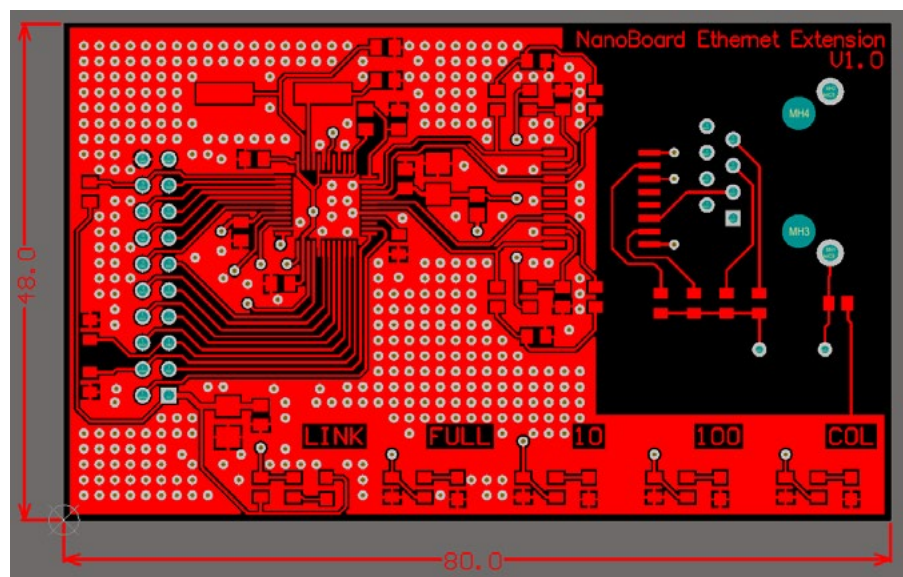 NanoBoard Ethernet Extension
V1.0
MH4
MH3
48.0
LINK FULL 10 100 COL
80.0